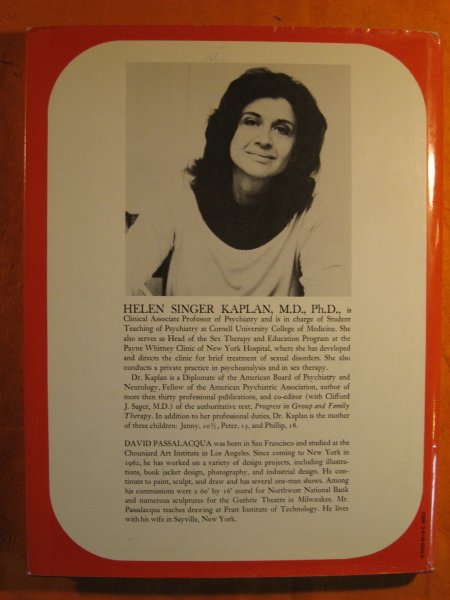 HELEN SINGER KAPLAN, M.D., Ph.D., is
Clinical Associate Professor of Psychiatry and is in charge of Student
Teaching of Psychiatry at Cornell University College of Medicine. She
also serves as Head of the Sex Therapy and Education Program at the
Payne Whitney Clinic of New York Hospital, where she has developed
and directs the clinic for brief treatment of sexual disorders. She also
conducts a private practice in psychoanalysis and in sex therapy.
Dr. Kaplan is a Diplomate of the American Board of Psychiatry and
Neurology, Fellow of the American Psychiatric Association, author of
more then thirty professional publications, and co-editor (with Clifford
J. Sager, M.D.) of the authoritative text, Progress in Group and Family
Therapy. In addition to her professional duties, Dr. Kaplan is the mother
of three children: Jenny, 10½, Peter, 15, and Phillip, 18.
DAVID PASSALACQUA was born in San Francisco and studied at the
Chouniard Art Institute in Los Angeles. Since coming to New York in
1962, he has worked on a variety of design projects, including illustra-
tions, book jacket design, photography, and industrial design. He con-
tinues to paint, sculpt, and draw and has several one-man shows. Among
his commissions were a 60' by 16' mural for Northwest National Bank
and numerous sculptures for the Guthrie Theatre in Milwaukee. Mr.
Passalacqua teaches drawing at Pratt Institute of Technology. He lives
with his wife in Sayville, New York.